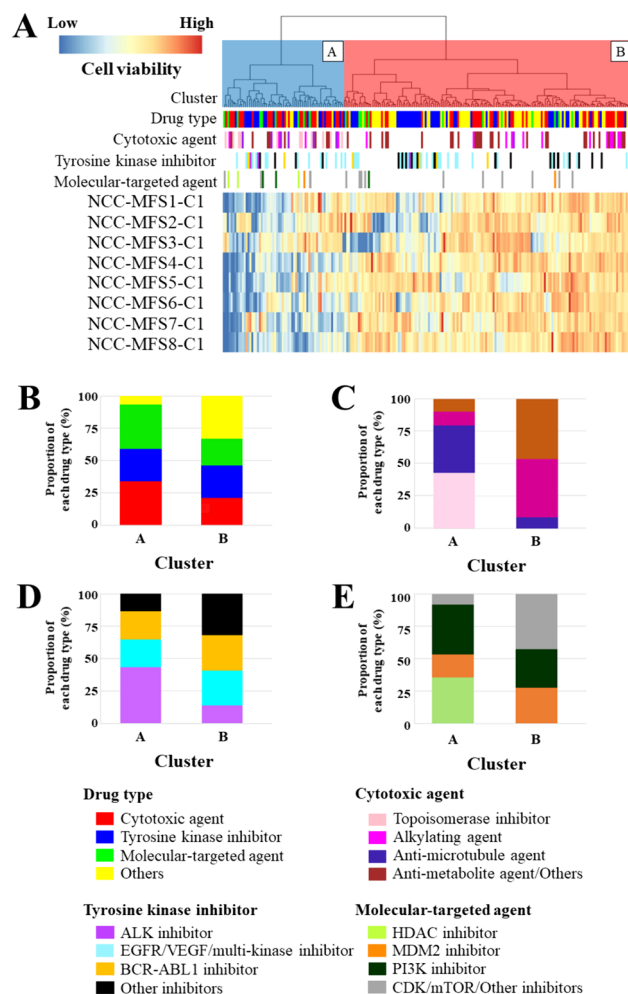 A
Low High
Cell viability
A
B
Cluster
Drug type
Cytotoxic agent
Tyrosine kinase inhibitor
Molecular-targeted agent
NCC-MFS1-C1
NCC-MFS2-C1
NCC-MFS3-C1
NCC-MFS4-C1
NCC-MFS5-C1
NCC-MFS6-C1
NCC-MFS7-C1
NCC-MFS8-C1
B
Proportion of
each drug type (%)
100
75
50
25
0
A B
Cluster
C
Proportion of
each drug type (%)
100
75
50
25
0
A B
Cluster
D
Proportion of
each drug type (%)
100
75
50
25
0
A B
Cluster
E
Proportion of
each drug type (%)
100
75
50
25
0
A B
Cluster
Drug type
Cytotoxic agent
Tyrosine kinase inhibitor
Molecular-targeted agent
Others
Cytotoxic agent
Topoisomerase inhibitor
Alkylating agent
Anti-microtubule agent
Anti-metabolite agent/Others
Tyrosine kinase inhibitor
ALK inhibitor
EGFR/VEGF/multi-kinase inhibitor
BCR-ABL1 inhibitor
Other inhibitors
Molecular-targeted agent
HDAC inhibitor
MDM2 inhibitor
PI3K inhibitor
CDK/mTOR/Other inhibitors